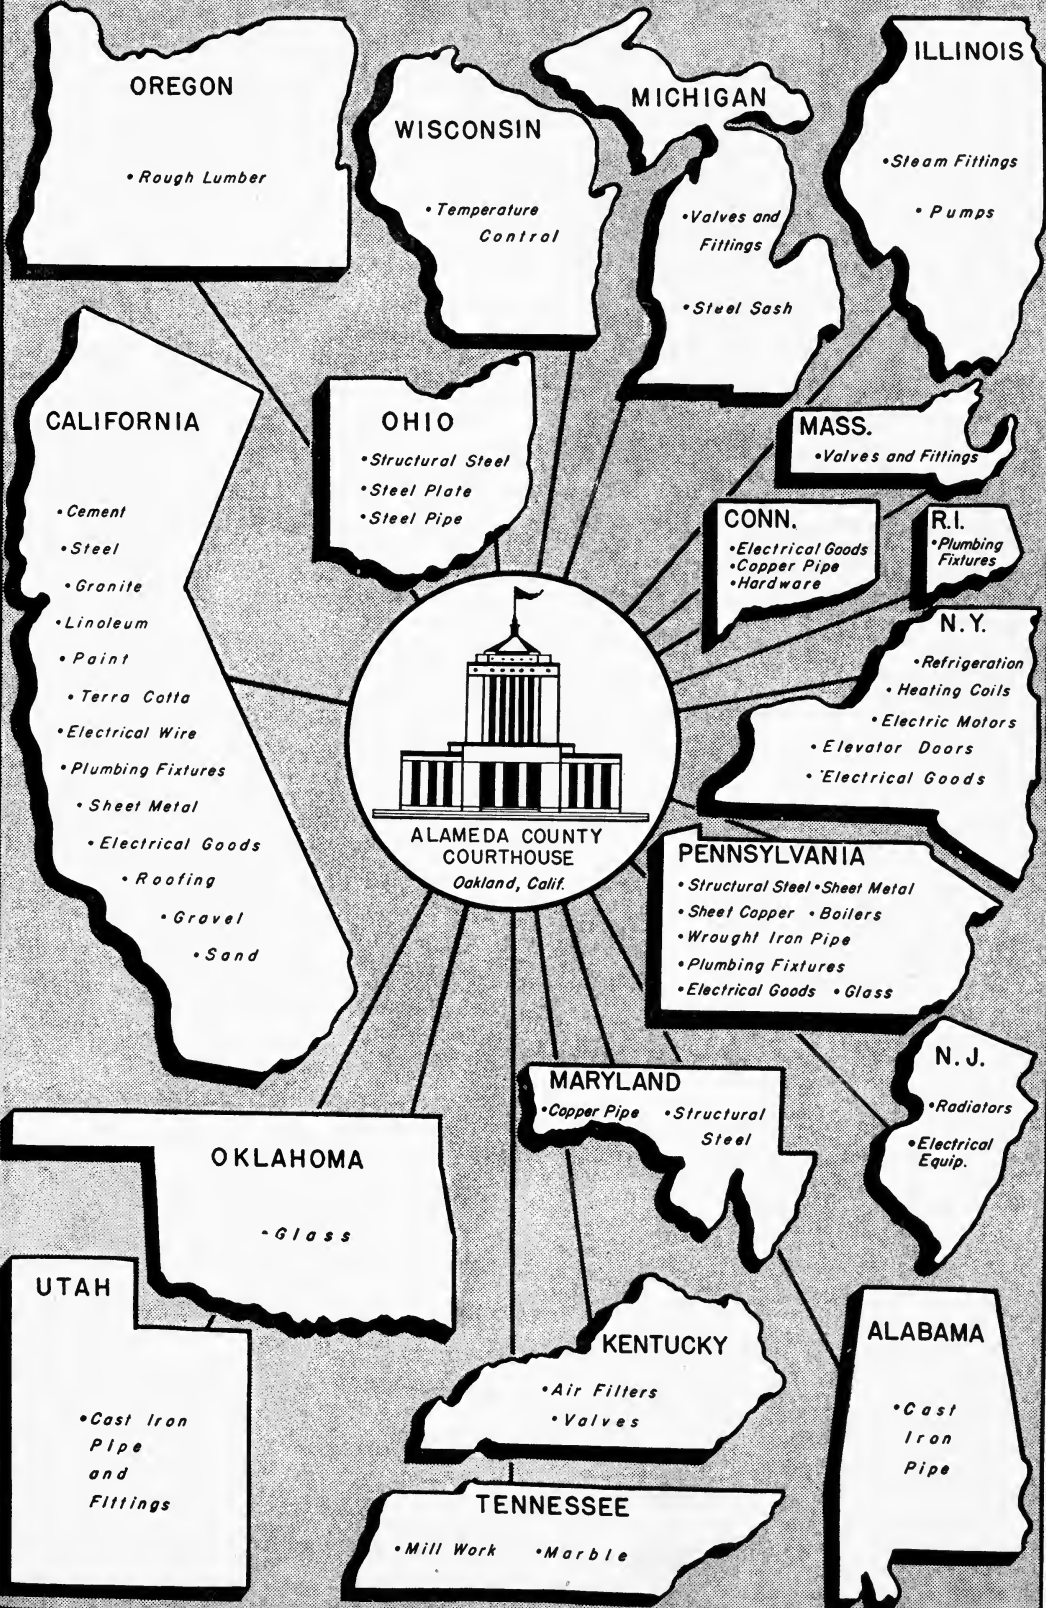 OREGON
• Rough Lumber
WISCONSIN
• Temperature
Control
MICHIGAN
• Valves and
Fittings
• Steel Sash
ILLINOIS
• Steam Fittings
• Pumps
CALIFORNIA
• Cement
• Steel
• Granite
• Linoleum
• Paint
• Terra Cotta
• Electrical Wire
• Plumbing Fixtures
• Sheet Metal
• Electrical Goods
• Roofing
• Gravel
• Sand
OHIO
• Structural Steel
• Steel Plate
• Steel Pipe
MASS.
• Valves and Fittings
CONN.
• Electrical Goods
• Copper Pipe
• Hardware
R.I.
• Plumbing
Fixtures
N.Y.
• Refrigeration
• Heating Coils
• Electric Motors
• Elevator Doors
• Electrical Goods
ALAMEDA COUNTY
COURTHOUSE
Oakland, Calif.
PENNSYLVANIA
• Structural Steel • Sheet Metal
• Sheet Copper • Boilers
• Wrought Iron Pipe
• Plumbing Fixtures
• Electrical Goods • Glass
N.J.
• Radiators
• Electrical
Equip.
MARYLAND
• Copper Pipe • Structural
Steel
OKLAHOMA
• Glass
UTAH
• Cast Iron
Pipe
and
Fittings
KENTUCKY
• Air Filters
• Valves
ALABAMA
• Cast
Iron
Pipe
TENNESSEE
• Mill Work • Marble